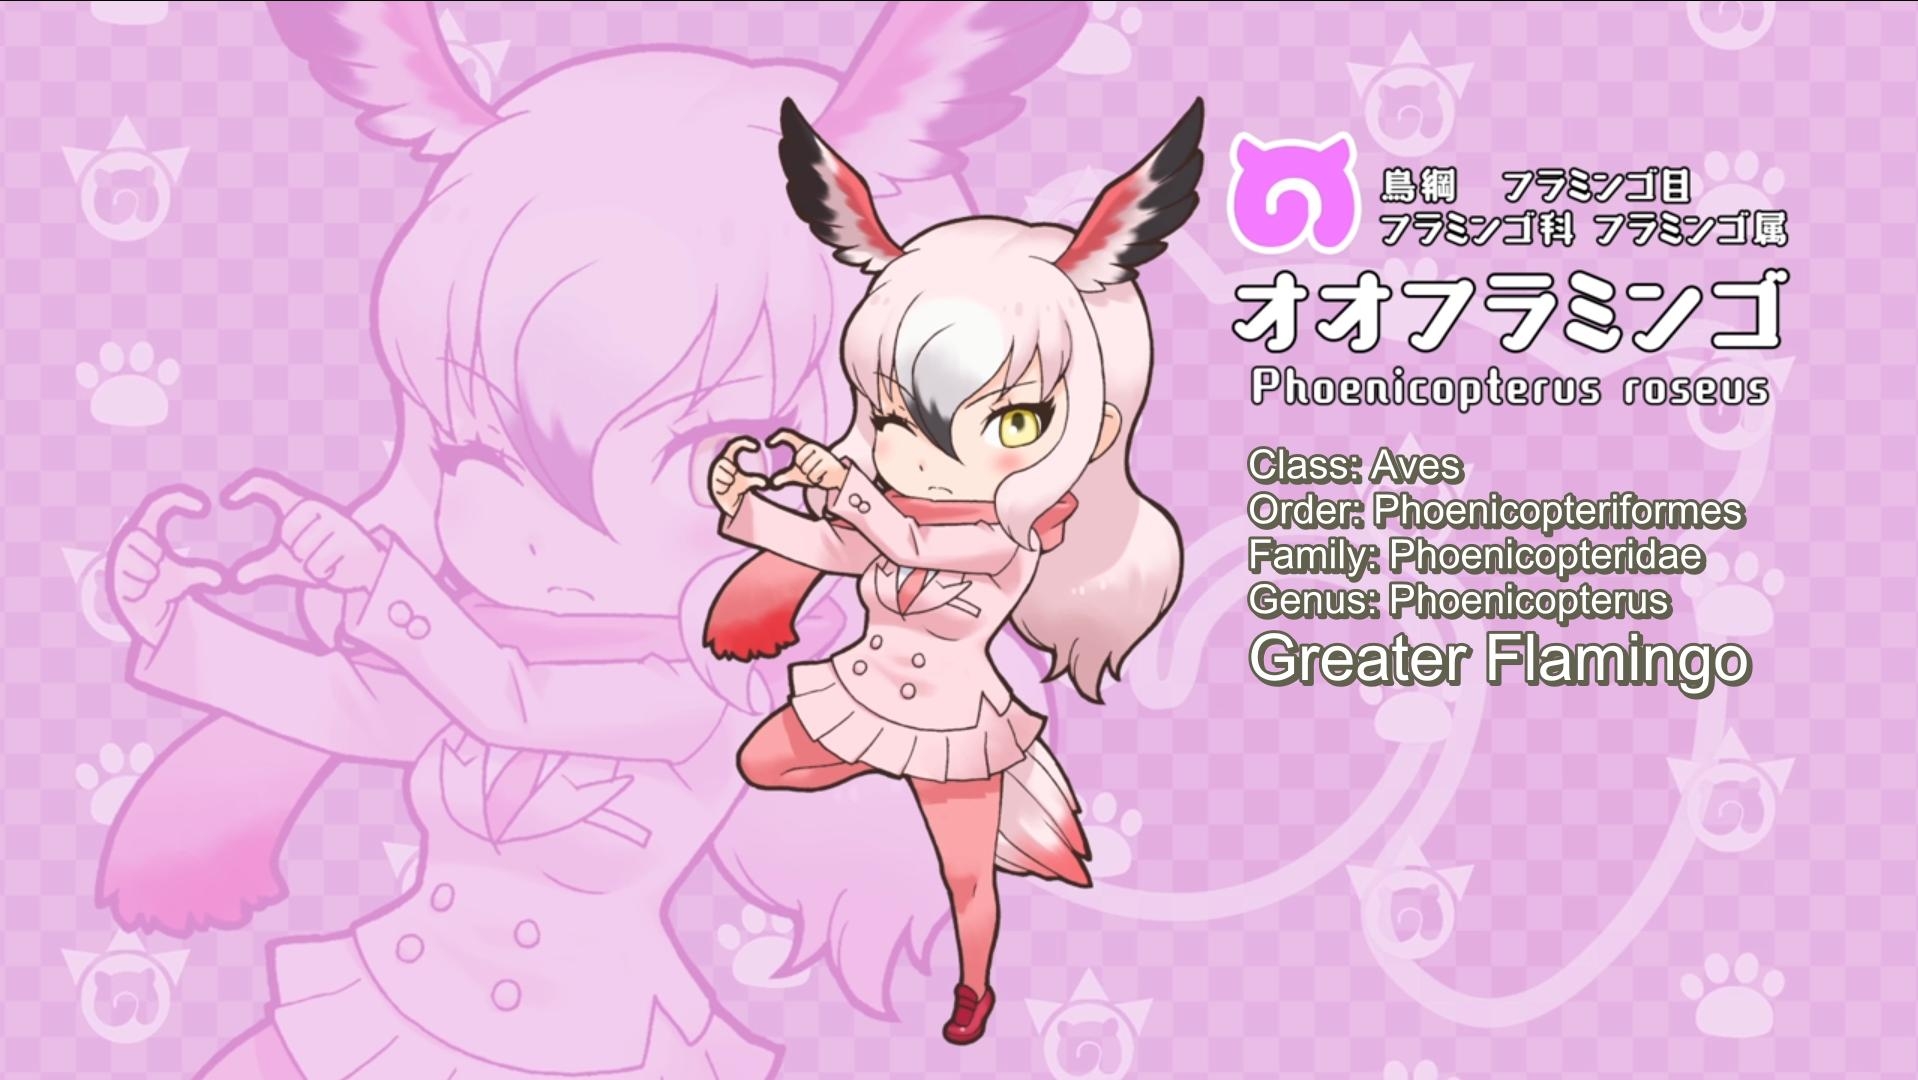 鳥綱 フラミンゴ目
フラミンゴ科 フラミンゴ属
オオフラミンゴ
Phoenicopterus roseus
Class: Aves
Order: Phoenicopteriformes
Family: Phoenicopteridae
Genus: Phoenicopterus
Greater Flamingo